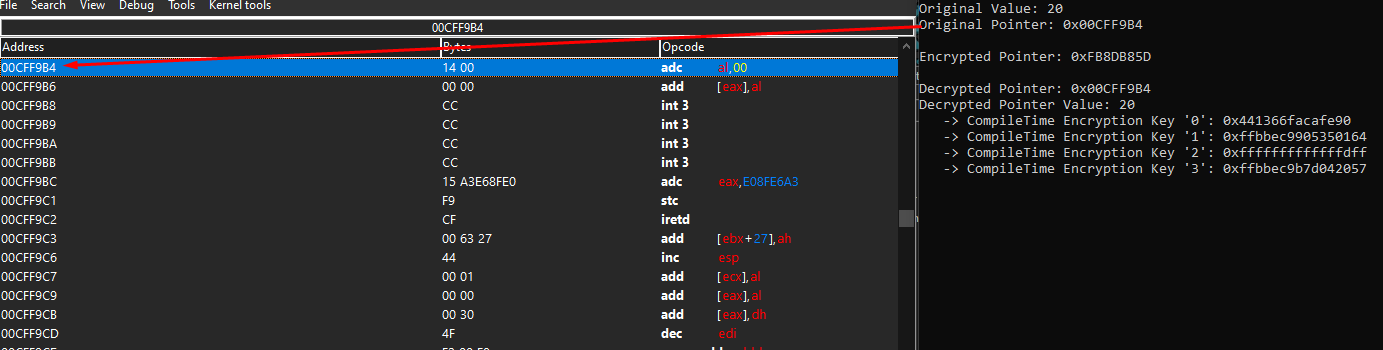 File Search View Debug Tools Kernel tools
00CFF9B4
Address Bytes Opcode
00CFF9B4 14 00 adc al,00
00CFF9B6 00 00 add [eax],al
00CFF9B8 CC int 3
00CFF9B9 CC int 3
00CFF9BA CC int 3
00CFF9BB CC int 3
00CFF9BC 15 A3E68FE0 adc eax,E08FE6A3
00CFF9C1 F9 stc
00CFF9C2 CF iretd
00CFF9C3 00 63 27 add [ebx+27],ah
00CFF9C6 44 inc esp
00CFF9C7 00 01 add [ecx],al
00CFF9C9 00 00 add [eax],al
00CFF9CB 00 30 add [eax],dh
00CFF9CD 4F dec edi
Original Value: 20
Original Pointer: 0x00CFF9B4
Encrypted Pointer: 0xFB8DB85D
Decrypted Pointer: 0x00CFF9B4
Decrypted Pointer Value: 20
-> CompileTime Encryption Key '0': 0x441366facafe90
-> CompileTime Encryption Key '1': 0xffbbec9905350164
-> CompileTime Encryption Key '2': 0xfffffffffffffdff
-> CompileTime Encryption Key '3': 0xffbbec9b7d042057